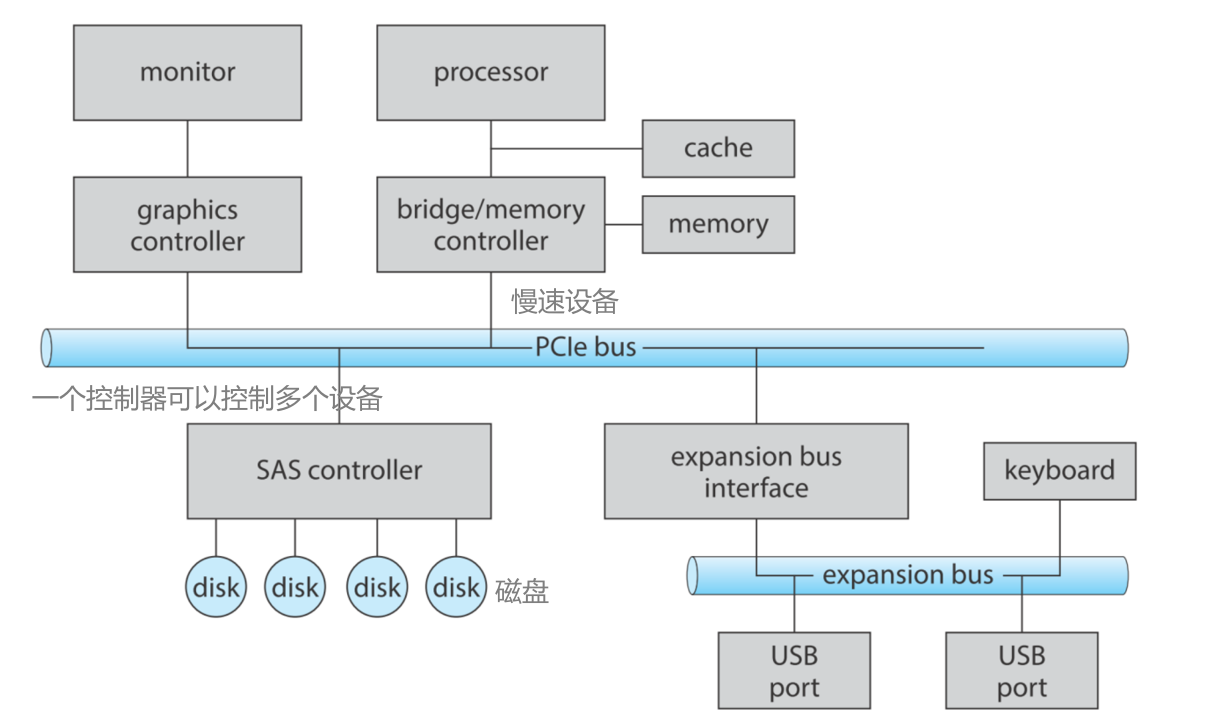 monitor
processor
cache
graphics
controller
bridge/memory
controller
memory
慢速设备
PCIe bus
一个控制器可以控制多个设备
SAS controller
expansion bus
interface
keyboard
disk
disk
disk
disk
磁盘
expansion bus
USB
port
USB
port